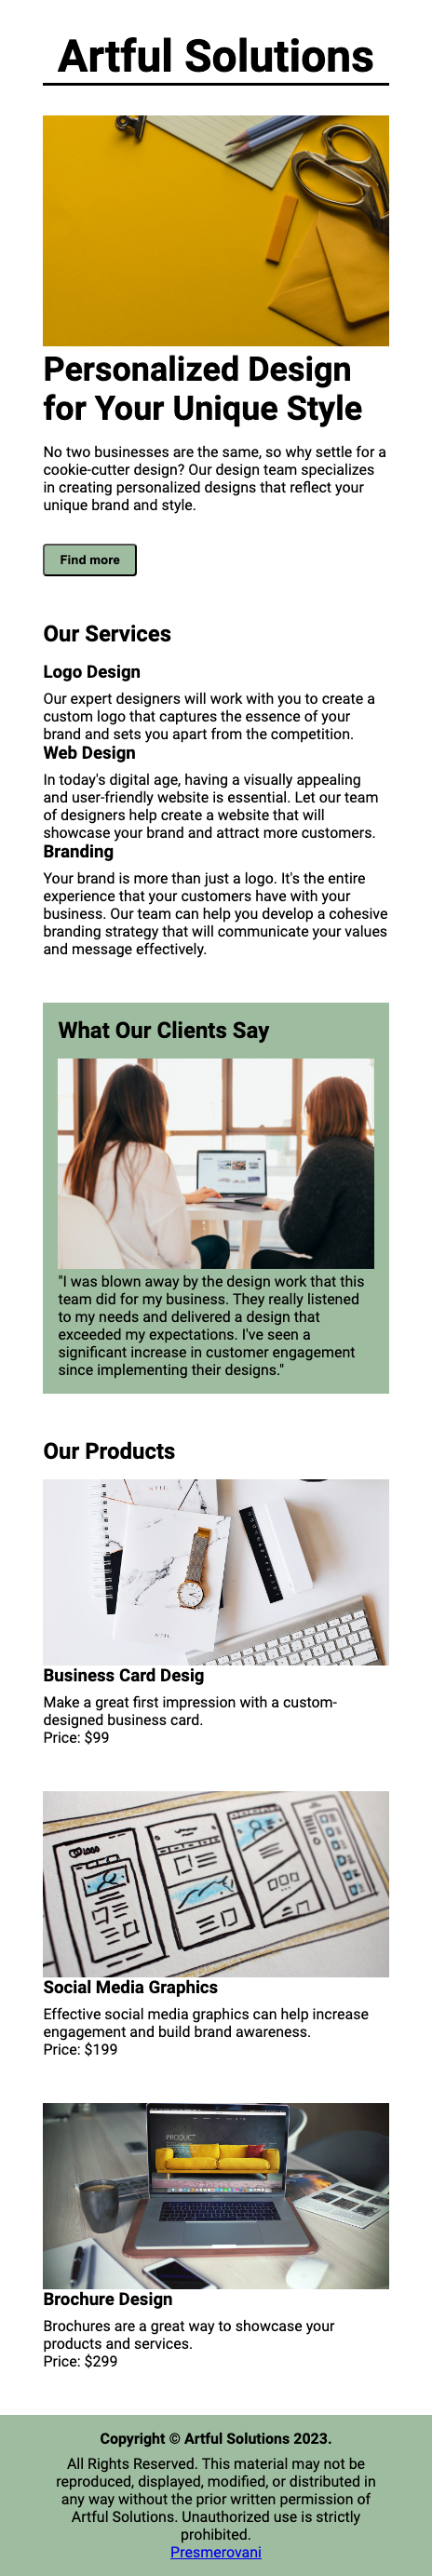 Artful Solutions
Personalized Design
for Your Unique Style
No two businesses are the same, so why settle for a
cookie-cutter design? Our design team specializes
in creating personalized designs that reflect your
unique brand and style.
Find more
Our Services
Logo Design
Our expert designers will work with you to create a
custom logo that captures the essence of your
brand and sets you apart from the competition.
Web Design
In today's digital age, having a visually appealing
and user-friendly website is essential. Let our team
of designers help create a website that will
showcase your brand and attract more customers.
Branding
Your brand is more than just a logo. It's the entire
experience that your customers have with your
business. Our team can help you develop a cohesive
branding strategy that will communicate your values
and message effectively.
What Our Clients Say
"I was blown away by the design work that this
team did for my business. They really listened
to my needs and delivered a design that
exceeded my expectations. I've seen a
significant increase in customer engagement
since implementing their designs."
Our Products
Business Card Desig
Make a great first impression with a custom-
designed business card.
Price: $99
Social Media Graphics
Effective social media graphics can help increase
engagement and build brand awareness.
Price: $199
PRODUCT
Brochure Design
Brochures are a great way to showcase your
products and services.
Price: $299
Copyright © Artful Solutions 2023.
All Rights Reserved. This material may not be
reproduced, displayed, modified, or distributed in
any way without the prior written permission of
Artful Solutions. Unauthorized use is strictly
prohibited.
Presmerovani